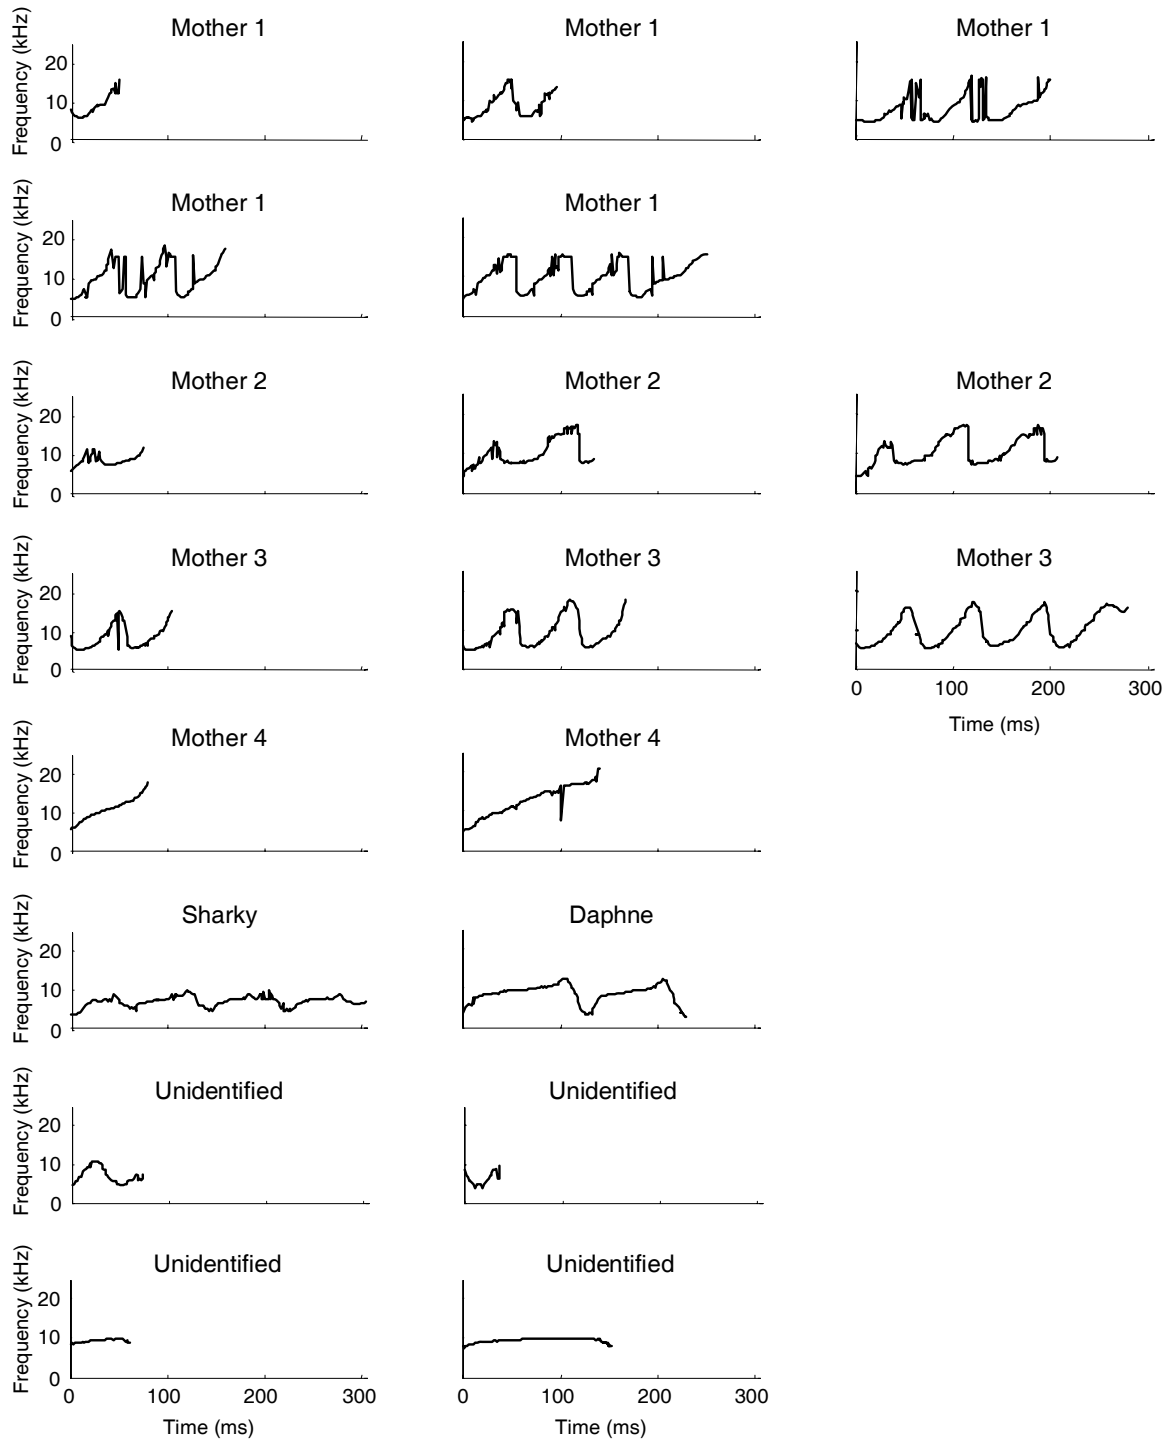 Mother 1 Mother 1 Mother 1
Frequency (kHz)
20
10
0
Mother 1 Mother 1
Frequency (kHz)
20
10
0
Mother 2 Mother 2 Mother 2
Frequency (kHz)
20
10
0
Mother 3 Mother 3 Mother 3
Frequency (kHz)
20
10
0
0 100 200 300
Time (ms)
Mother 4 Mother 4
Frequency (kHz)
20
10
0
Sharky Daphne
Frequency (kHz)
20
10
0
Unidentified Unidentified
Frequency (kHz)
20
10
0
Unidentified Unidentified
Frequency (kHz)
20
10
0
0 100 200 300 0 100 200 300
Time (ms) Time (ms)